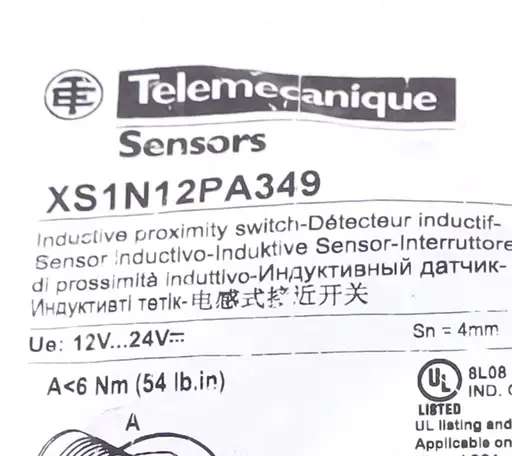 Telemecanique
Sensors
XS1N12PA349
Inductive proximity switch-Détecteur inductif-
Sensor inductivo-Induktive Sensor-Interruttore
di prossimità induttivo-Индуктивный датчик-
Индуктивті тетік-电感式接近开关
Ue: 12V...24V⎓
Sn = 4mm
A<6 Nm (54 lb.in)
A
UL
LISTED
8L08
IND. C
UL listing and
Applicable on